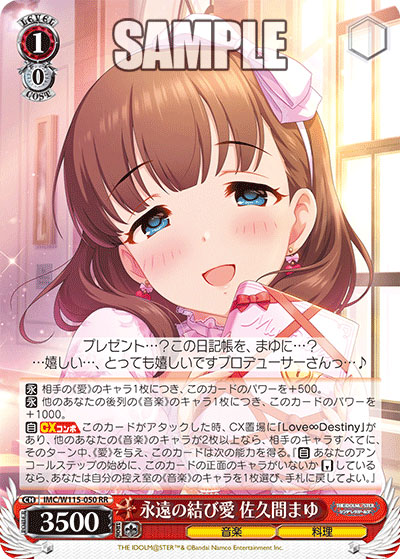 LEVEL
1
0
COST
SAMPLE
プレゼント…?この日記帳を、まゆに…?
…嬉しい…、とっても嬉しいですプロデューサーさんっ…♪
永 相手の《愛》のキャラ1枚につき、このカードのパワーを+500。
永 他のあなたの後列の《音楽》のキャラ1枚につき、このカードのパワーを
+1000。
自 CXコンボ このカードがアタックした時、CX置場に「Love∞Destiny」が
あり、他のあなたの《音楽》のキャラが2枚以上なら、相手のキャラすべてに、
そのターン中、《愛》を与え、このカードは次の能力を得る。『自 あなたのア
ンコールステップの始めに、このカードの正面のキャラがいないか、しているな
なら、あなたは自分の控え室の《音楽》のキャラを1枚選び、手札に戻してよい。』
CH IMC/W115-050 RR
THE IDOLM@STER™ & ©Bandai Namco Entertainment Inc.
3500
永遠の結び愛 佐久間まゆ
音楽
料理
THE IDOLM@STER
シンデレラガールズ